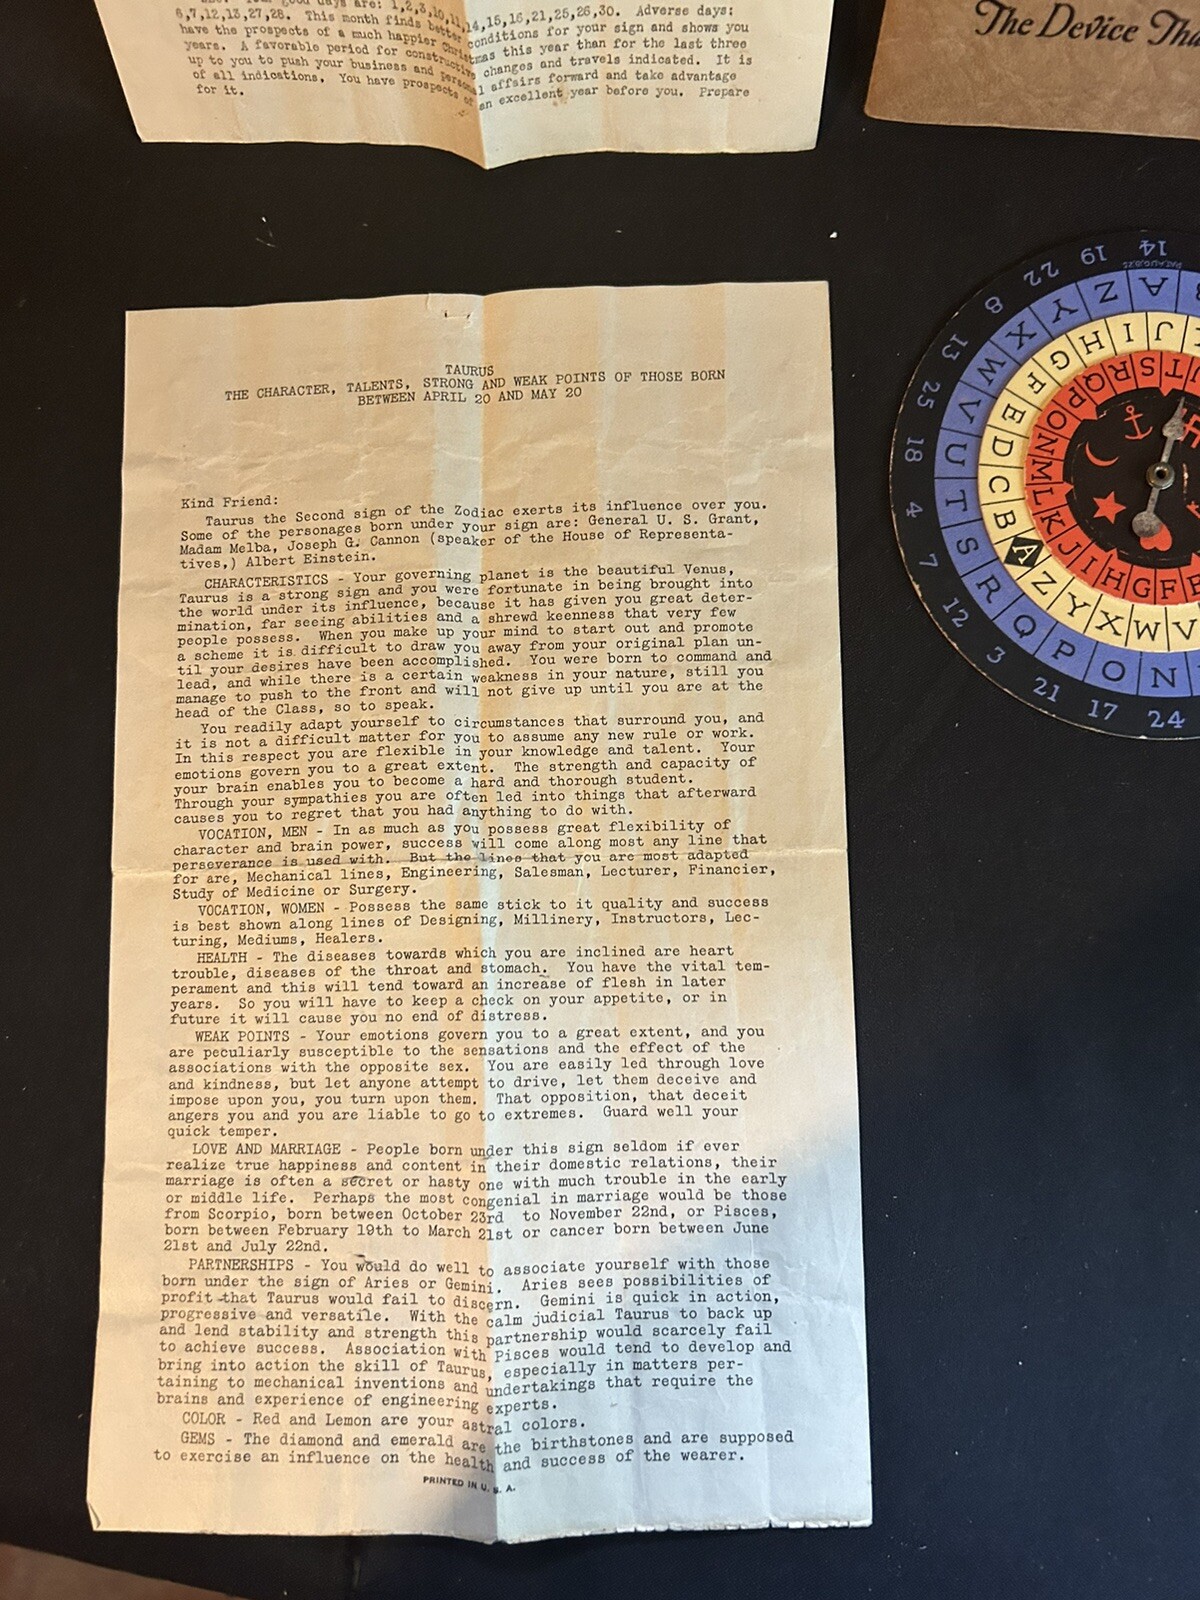 good days are: 1,2,3,10,11,14,15,16,21,25,26,30. Adverse days:
6,7,12,13,27,28. This month finds better conditions for your sign and shows you
have the prospects of a much happier Christmas this year than for the last three
years. A favorable period for constructive changes and travels indicated. It is
up to you to push your business and personal affairs forward and take advantage
of all indications. You have prospects of an excellent year before you. Prepare
for it.
The Device Tha
TAURUS
THE CHARACTER, TALENTS, STRONG AND WEAK POINTS OF THOSE BORN
BETWEEN APRIL 20 AND MAY 20
Kind Friend:
Taurus the Second sign of the Zodiac exerts its influence over you.
Some of the personages born under your sign are: General U. S. Grant,
Madam Melba, Joseph G. Cannon (speaker of the House of Representa-
tives,) Albert Einstein.
CHARACTERISTICS - Your governing planet is the beautiful Venus,
Taurus is a strong sign and you were fortunate in being brought into
the world under its influence, because it has given you great deter-
mination, far seeing abilities and a shrewd keenness that very few
people possess. When you make up your mind to start out and promote
a scheme it is difficult to draw you away from your original plan un-
til your desires have been accomplished. You were born to command and
lead, and while there is a certain weakness in your nature, still you
manage to push to the front and will not give up until you are at the
head of the Class, so to speak.
You readily adapt yourself to circumstances that surround you, and
it is not a difficult matter for you to assume any new rule or work.
In this respect you are flexible in your knowledge and talent. Your
emotions govern you to a great extent. The strength and capacity of
your brain enables you to become a hard and thorough student.
Through your sympathies you are often led into things that afterward
causes you to regret that you had anything to do with.
VOCATION, MEN - In as much as you possess great flexibility of
character and brain power, success will come along most any line that
perseverance is used with. But the lines that you are most adapted
for are, Mechanical lines, Engineering, Salesman, Lecturer, Financier,
Study of Medicine or Surgery.
VOCATION, WOMEN - Possess the same stick to it quality and success
is best shown along lines of Designing, Millinery, Instructors, Lec-
turing, Mediums, Healers.
HEALTH - The diseases towards which you are inclined are heart
trouble, diseases of the throat and stomach. You have the vital tem-
perament and this will tend toward an increase of flesh in later
years. So you will have to keep a check on your appetite, or in
future it will cause you no end of distress.
WEAK POINTS - Your emotions govern you to a great extent, and you
are peculiarly susceptible to the sensations and the effect of the
associations with the opposite sex. You are easily led through love
and kindness, but let anyone attempt to drive, let them deceive and
impose upon you, you turn upon them. That opposition, that deceit
angers you and you are liable to go to extremes. Guard well your
quick temper.
LOVE AND MARRIAGE - People born under this sign seldom if ever
realize true happiness and content in their domestic relations, their
marriage is often a secret or hasty one with much trouble in the early
or middle life. Perhaps the most congenial in marriage would be those
from Scorpio, born between October 23rd to November 22nd, or Pisces,
born between February 19th to March 21st or cancer born between June
21st and July 22nd.
PARTNERSHIPS - You would do well to associate yourself with those
born under the sign of Aries or Gemini. Aries sees possibilities of
profit that Taurus would fail to discern. Gemini is quick in action,
progressive and versatile. With the calm judicial Taurus to back up
and lend stability and strength this partnership would scarcely fail
to achieve success. Association with Pisces would tend to develop and
bring into action the skill of Taurus, especially in matters per-
taining to mechanical inventions and undertakings that require the
brains and experience of engineering experts.
COLOR - Red and Lemon are your astral colors.
GEMS - The diamond and emerald are the birthstones and are supposed
to exercise an influence on the health and success of the wearer.
PRINTED IN U. S. A.
14 19 22 8 13 25 18 4 7 12 3 21 17 24
A Z Y X W V U T S R Q P O N
J I H G F E D C B A Z Y X W V
T S R Q P O N M L K J I H G F E